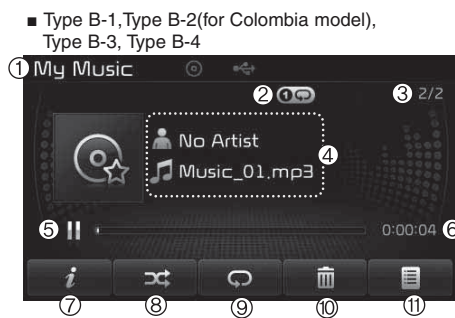 ■ Type B-1,Type B-2(for Colombia model),
Type B-3, Type B-4
① My Music
② 1 ③ 2/2
No Artist
④
Music_01.mp3
⑤ 0:00:04 ⑥
i
⑦ ⑧ ⑨ ⑩ ⑪